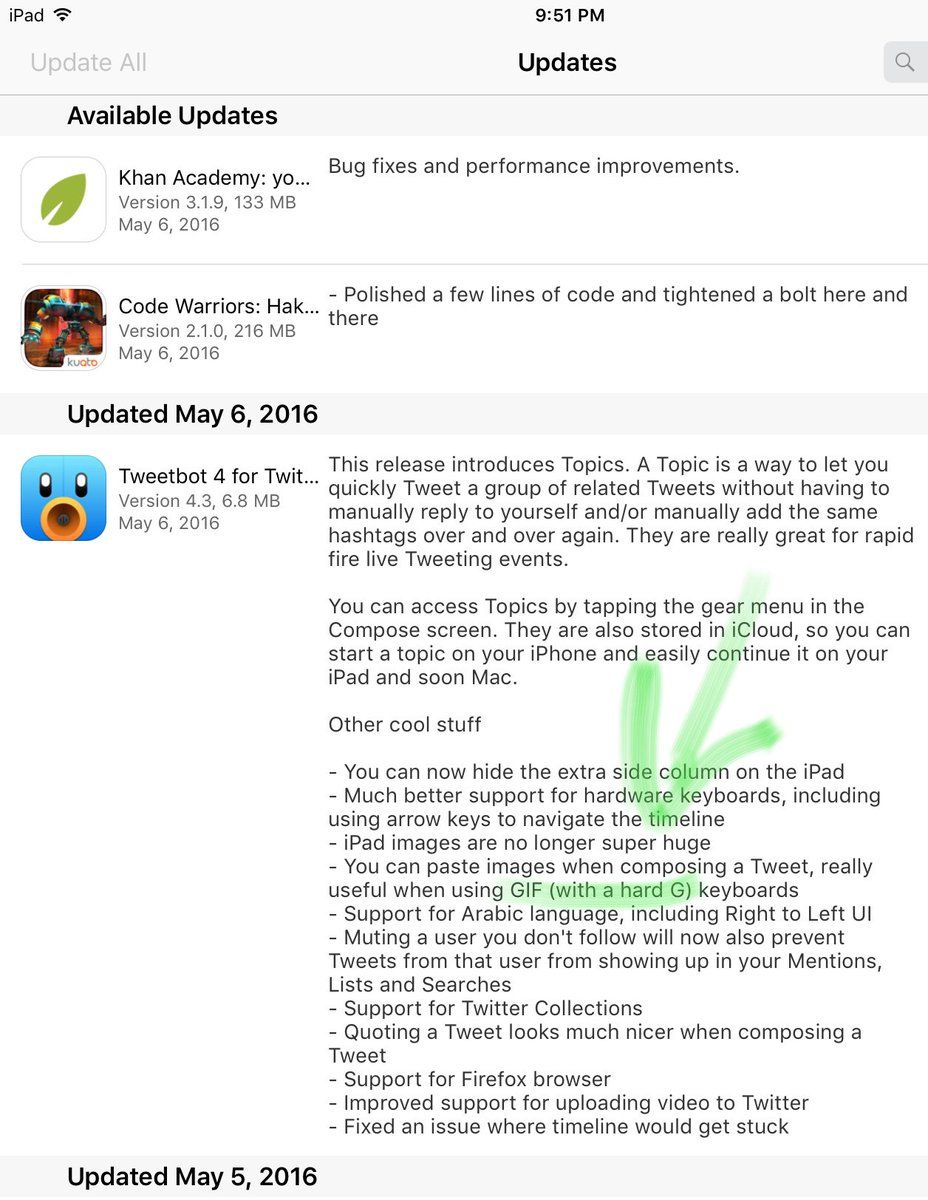 iPad
9:51 PM
Update All
Updates
Available Updates
Khan Academy: yo...
Version 3.1.9, 133 MB
May 6, 2016
Bug fixes and performance improvements.
Code Warriors: Hak...
Version 2.1.0, 216 MB
May 6, 2016
kuato
- Polished a few lines of code and tightened a bolt here and
there
Updated May 6, 2016
Tweetbot 4 for Twit...
Version 4.3, 6.8 MB
May 6, 2016
This release introduces Topics. A Topic is a way to let you
quickly Tweet a group of related Tweets without having to
manually reply to yourself and/or manually add the same
hashtags over and over again. They are really great for rapid
fire live Tweeting events.
You can access Topics by tapping the gear menu in the
Compose screen. They are also stored in iCloud, so you can
start a topic on your iPhone and easily continue it on your
iPad and soon Mac.
Other cool stuff
- You can now hide the extra side column on the iPad
- Much better support for hardware keyboards, including
using arrow keys to navigate the timeline
- iPad images are no longer super huge
- You can paste images when composing a Tweet, really
useful when using GIF (with a hard G) keyboards
- Support for Arabic language, including Right to Left UI
- Muting a user you don't follow will now also prevent
Tweets from that user from showing up in your Mentions,
Lists and Searches
- Support for Twitter Collections
- Quoting a Tweet looks much nicer when composing a
Tweet
- Support for Firefox browser
- Improved support for uploading video to Twitter
- Fixed an issue where timeline would get stuck
Updated May 5, 2016